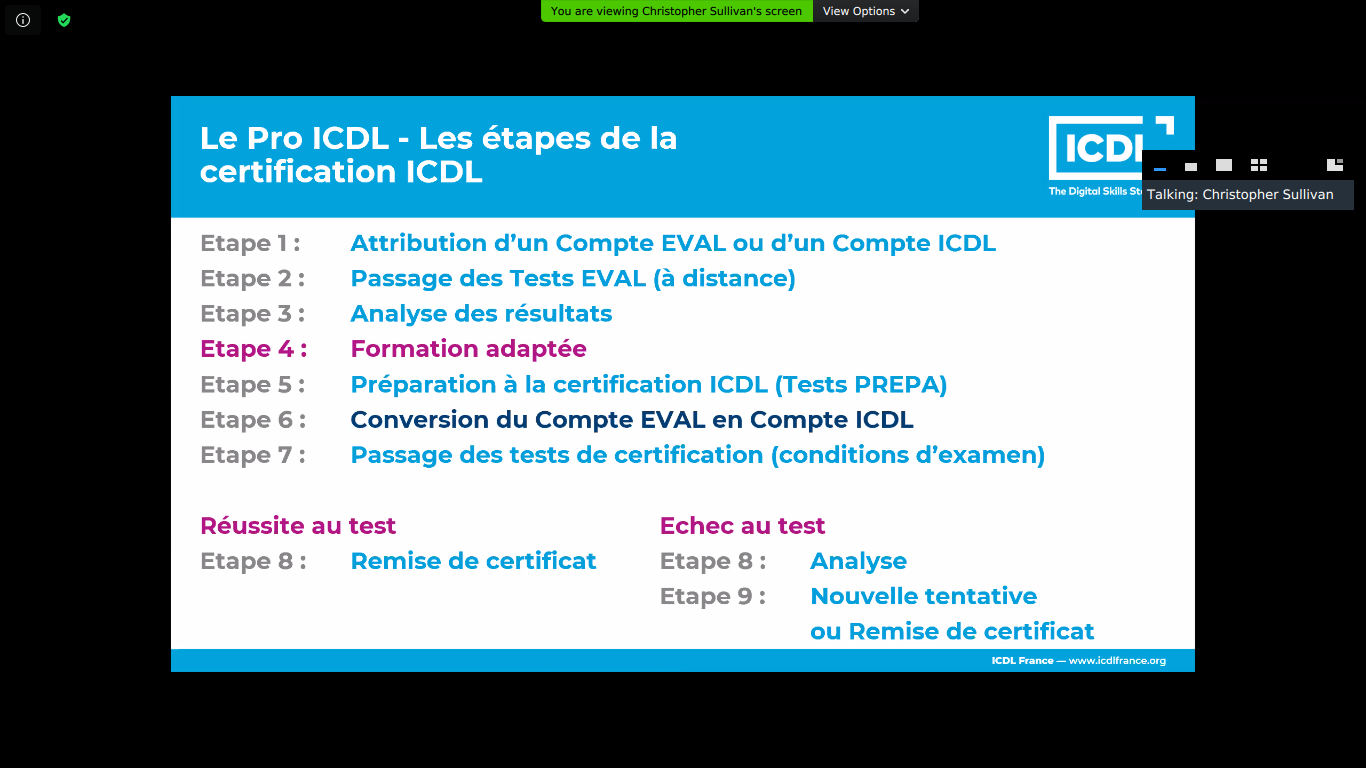 You are viewing Christopher Sullivan's screen
View Options
Le Pro ICDL - Les étapes de la
certification ICDL
ICDL
The Digital Skills
Talking: Christopher Sullivan
Etape 1 : Attribution d’un Compte EVAL ou d’un Compte ICDL
Etape 2 : Passage des Tests EVAL (à distance)
Etape 3 : Analyse des résultats
Etape 4 : Formation adaptée
Etape 5 : Préparation à la certification ICDL (Tests PREPA)
Etape 6 : Conversion du Compte EVAL en Compte ICDL
Etape 7 : Passage des tests de certification (conditions d’examen)
Réussite au test
Etape 8 : Remise de certificat
Echec au test
Etape 8 : Analyse
Etape 9 : Nouvelle tentative
ou Remise de certificat
ICDL France — www.icdlfrance.org